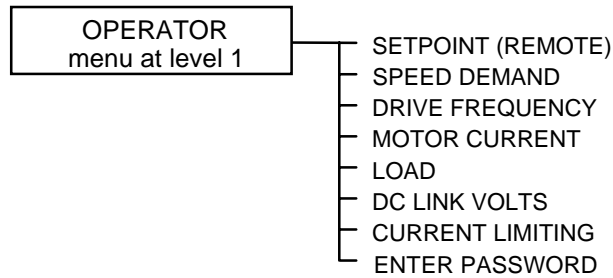 OPERATOR
menu at level 1
SETPOINT (REMOTE)
SPEED DEMAND
DRIVE FREQUENCY
MOTOR CURRENT
LOAD
DC LINK VOLTS
CURRENT LIMITING
ENTER PASSWORD